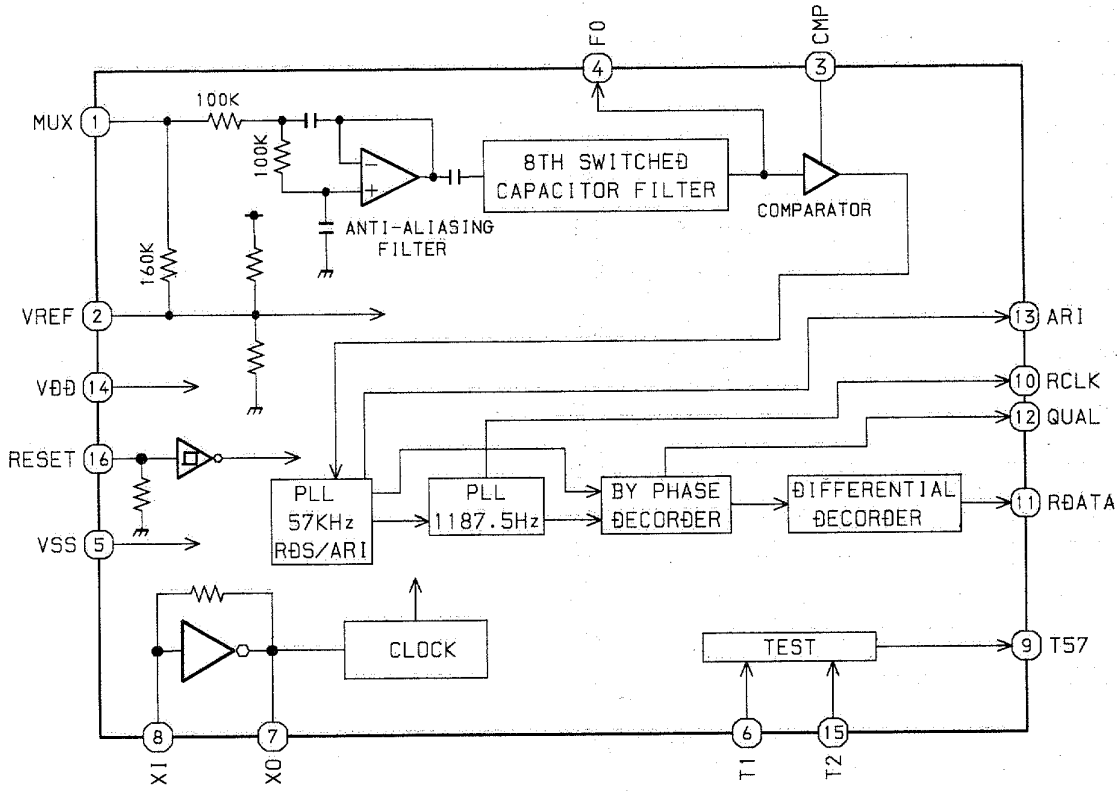 FO
CMP
4
3
MUX
1
100K
100K
8TH SWITCHED
CAPACITOR FILTER
COMPARATOR
ANTI-ALIASING
FILTER
160K
VREF
2
13
ARI
VDD
14
10
RCLK
12
QUAL
RESET
16
PLL
57KHz
RDS/ARI
PLL
1187.5Hz
BY PHASE
DECORDER
DIFFERENTIAL
DECORDER
11
RDATA
VSS
5
CLOCK
TEST
9
T57
8
7
6
15
XI
XO
T1
T2